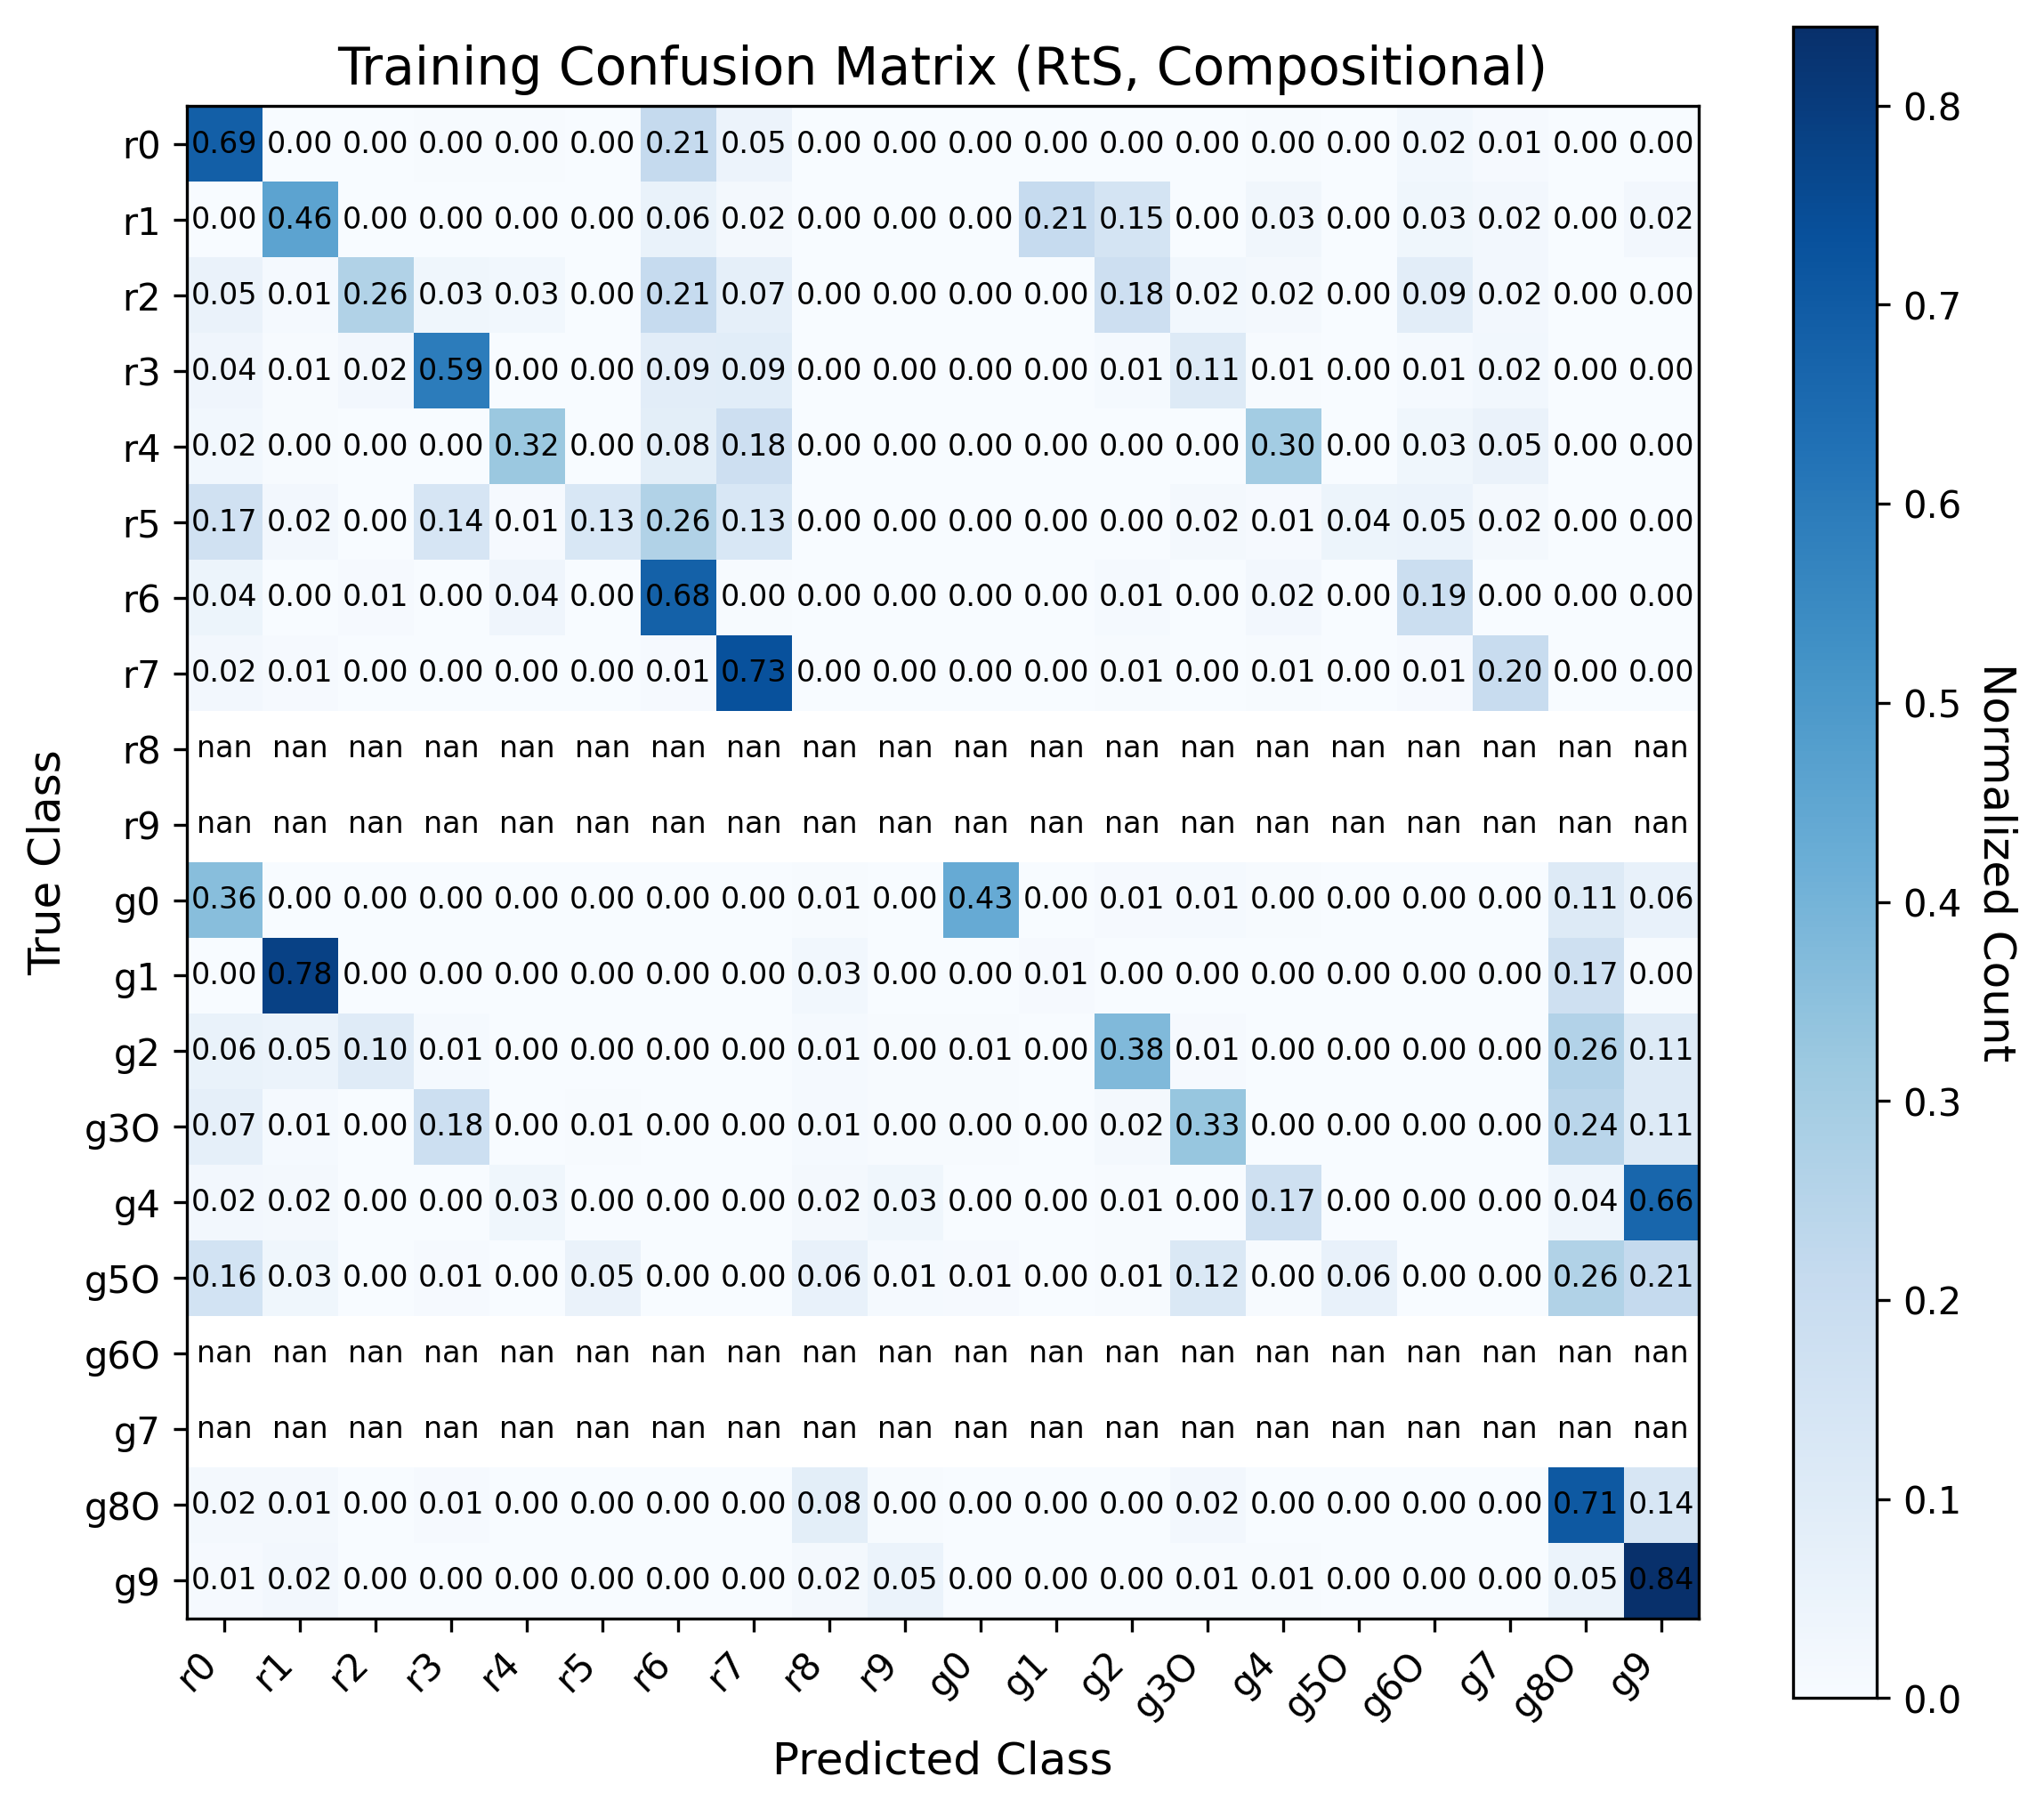 Training Confusion Matrix (RtS, Compositional)
r0 0.69 0.00 0.00 0.00 0.00 0.00 0.21 0.05 0.00 0.00 0.00 0.00 0.00 0.00 0.00 0.00 0.02 0.01 0.00 0.00
r1 0.00 0.46 0.00 0.00 0.00 0.00 0.06 0.02 0.00 0.00 0.00 0.21 0.15 0.00 0.03 0.00 0.03 0.02 0.00 0.02
r2 0.05 0.01 0.26 0.03 0.03 0.00 0.21 0.07 0.00 0.00 0.00 0.00 0.18 0.02 0.02 0.00 0.09 0.02 0.00 0.00
r3 0.04 0.01 0.02 0.59 0.00 0.00 0.09 0.09 0.00 0.00 0.00 0.00 0.01 0.11 0.01 0.00 0.01 0.02 0.00 0.00
r4 0.02 0.00 0.00 0.00 0.32 0.00 0.08 0.18 0.00 0.00 0.00 0.00 0.00 0.00 0.30 0.00 0.03 0.05 0.00 0.00
r5 0.17 0.02 0.00 0.14 0.01 0.13 0.26 0.13 0.00 0.00 0.00 0.00 0.00 0.02 0.01 0.04 0.05 0.02 0.00 0.00
r6 0.04 0.00 0.01 0.00 0.04 0.00 0.68 0.00 0.00 0.00 0.00 0.00 0.01 0.00 0.02 0.00 0.19 0.00 0.00 0.00
r7 0.02 0.01 0.00 0.00 0.00 0.00 0.01 0.73 0.00 0.00 0.00 0.00 0.01 0.00 0.01 0.00 0.01 0.20 0.00 0.00
r8 nan nan nan nan nan nan nan nan nan nan nan nan nan nan nan nan nan nan nan nan
r9 nan nan nan nan nan nan nan nan nan nan nan nan nan nan nan nan nan nan nan nan
g0 0.36 0.00 0.00 0.00 0.00 0.00 0.00 0.00 0.01 0.00 0.43 0.00 0.01 0.01 0.00 0.00 0.00 0.00 0.11 0.06
g1 0.00 0.78 0.00 0.00 0.00 0.00 0.00 0.00 0.03 0.00 0.00 0.01 0.00 0.00 0.00 0.00 0.00 0.00 0.17 0.00
g2 0.06 0.05 0.10 0.01 0.00 0.00 0.00 0.00 0.01 0.00 0.01 0.00 0.38 0.01 0.00 0.00 0.00 0.00 0.26 0.11
g3O 0.07 0.01 0.00 0.18 0.00 0.01 0.00 0.00 0.01 0.00 0.00 0.00 0.02 0.33 0.00 0.00 0.00 0.00 0.24 0.11
g4 0.02 0.02 0.00 0.00 0.03 0.00 0.00 0.00 0.02 0.03 0.00 0.00 0.01 0.00 0.17 0.00 0.00 0.00 0.04 0.66
g5O 0.16 0.03 0.00 0.01 0.00 0.05 0.00 0.00 0.06 0.01 0.01 0.00 0.01 0.12 0.00 0.06 0.00 0.00 0.26 0.21
g6O nan nan nan nan nan nan nan nan nan nan nan nan nan nan nan nan nan nan nan nan
g7 nan nan nan nan nan nan nan nan nan nan nan nan nan nan nan nan nan nan nan nan
g8O 0.02 0.01 0.00 0.01 0.00 0.00 0.00 0.00 0.08 0.00 0.00 0.00 0.00 0.02 0.00 0.00 0.00 0.00 0.71 0.14
g9 0.01 0.02 0.00 0.00 0.00 0.00 0.00 0.00 0.02 0.05 0.00 0.00 0.00 0.01 0.01 0.00 0.00 0.00 0.05 0.84
r0 r1 r2 r3 r4 r5 r6 r7 r8 r9 g0 g1 g2 g3O g4 g5O g6O g7 g8O g9
Predicted Class
True Class
0.8
0.7
0.6
0.5
0.4
0.3
0.2
0.1
0.0
Normalized Count